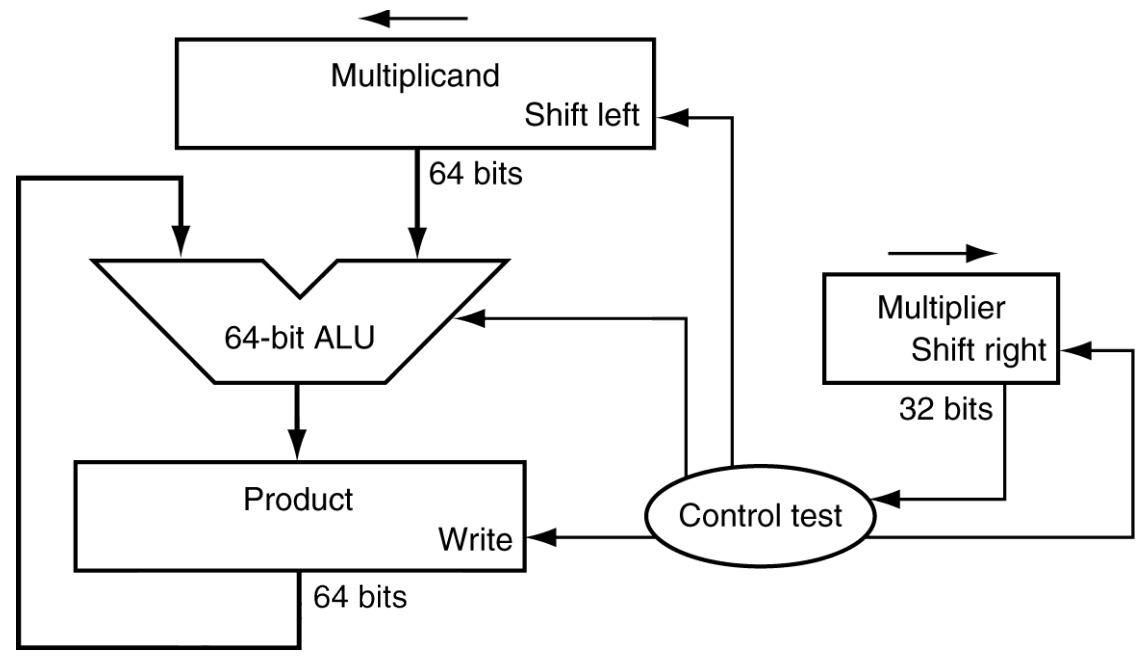 Multiplicand
Shift left
64 bits
64-bit ALU
Multiplier
Shift right
32 bits
Product
Write
Control test
64 bits